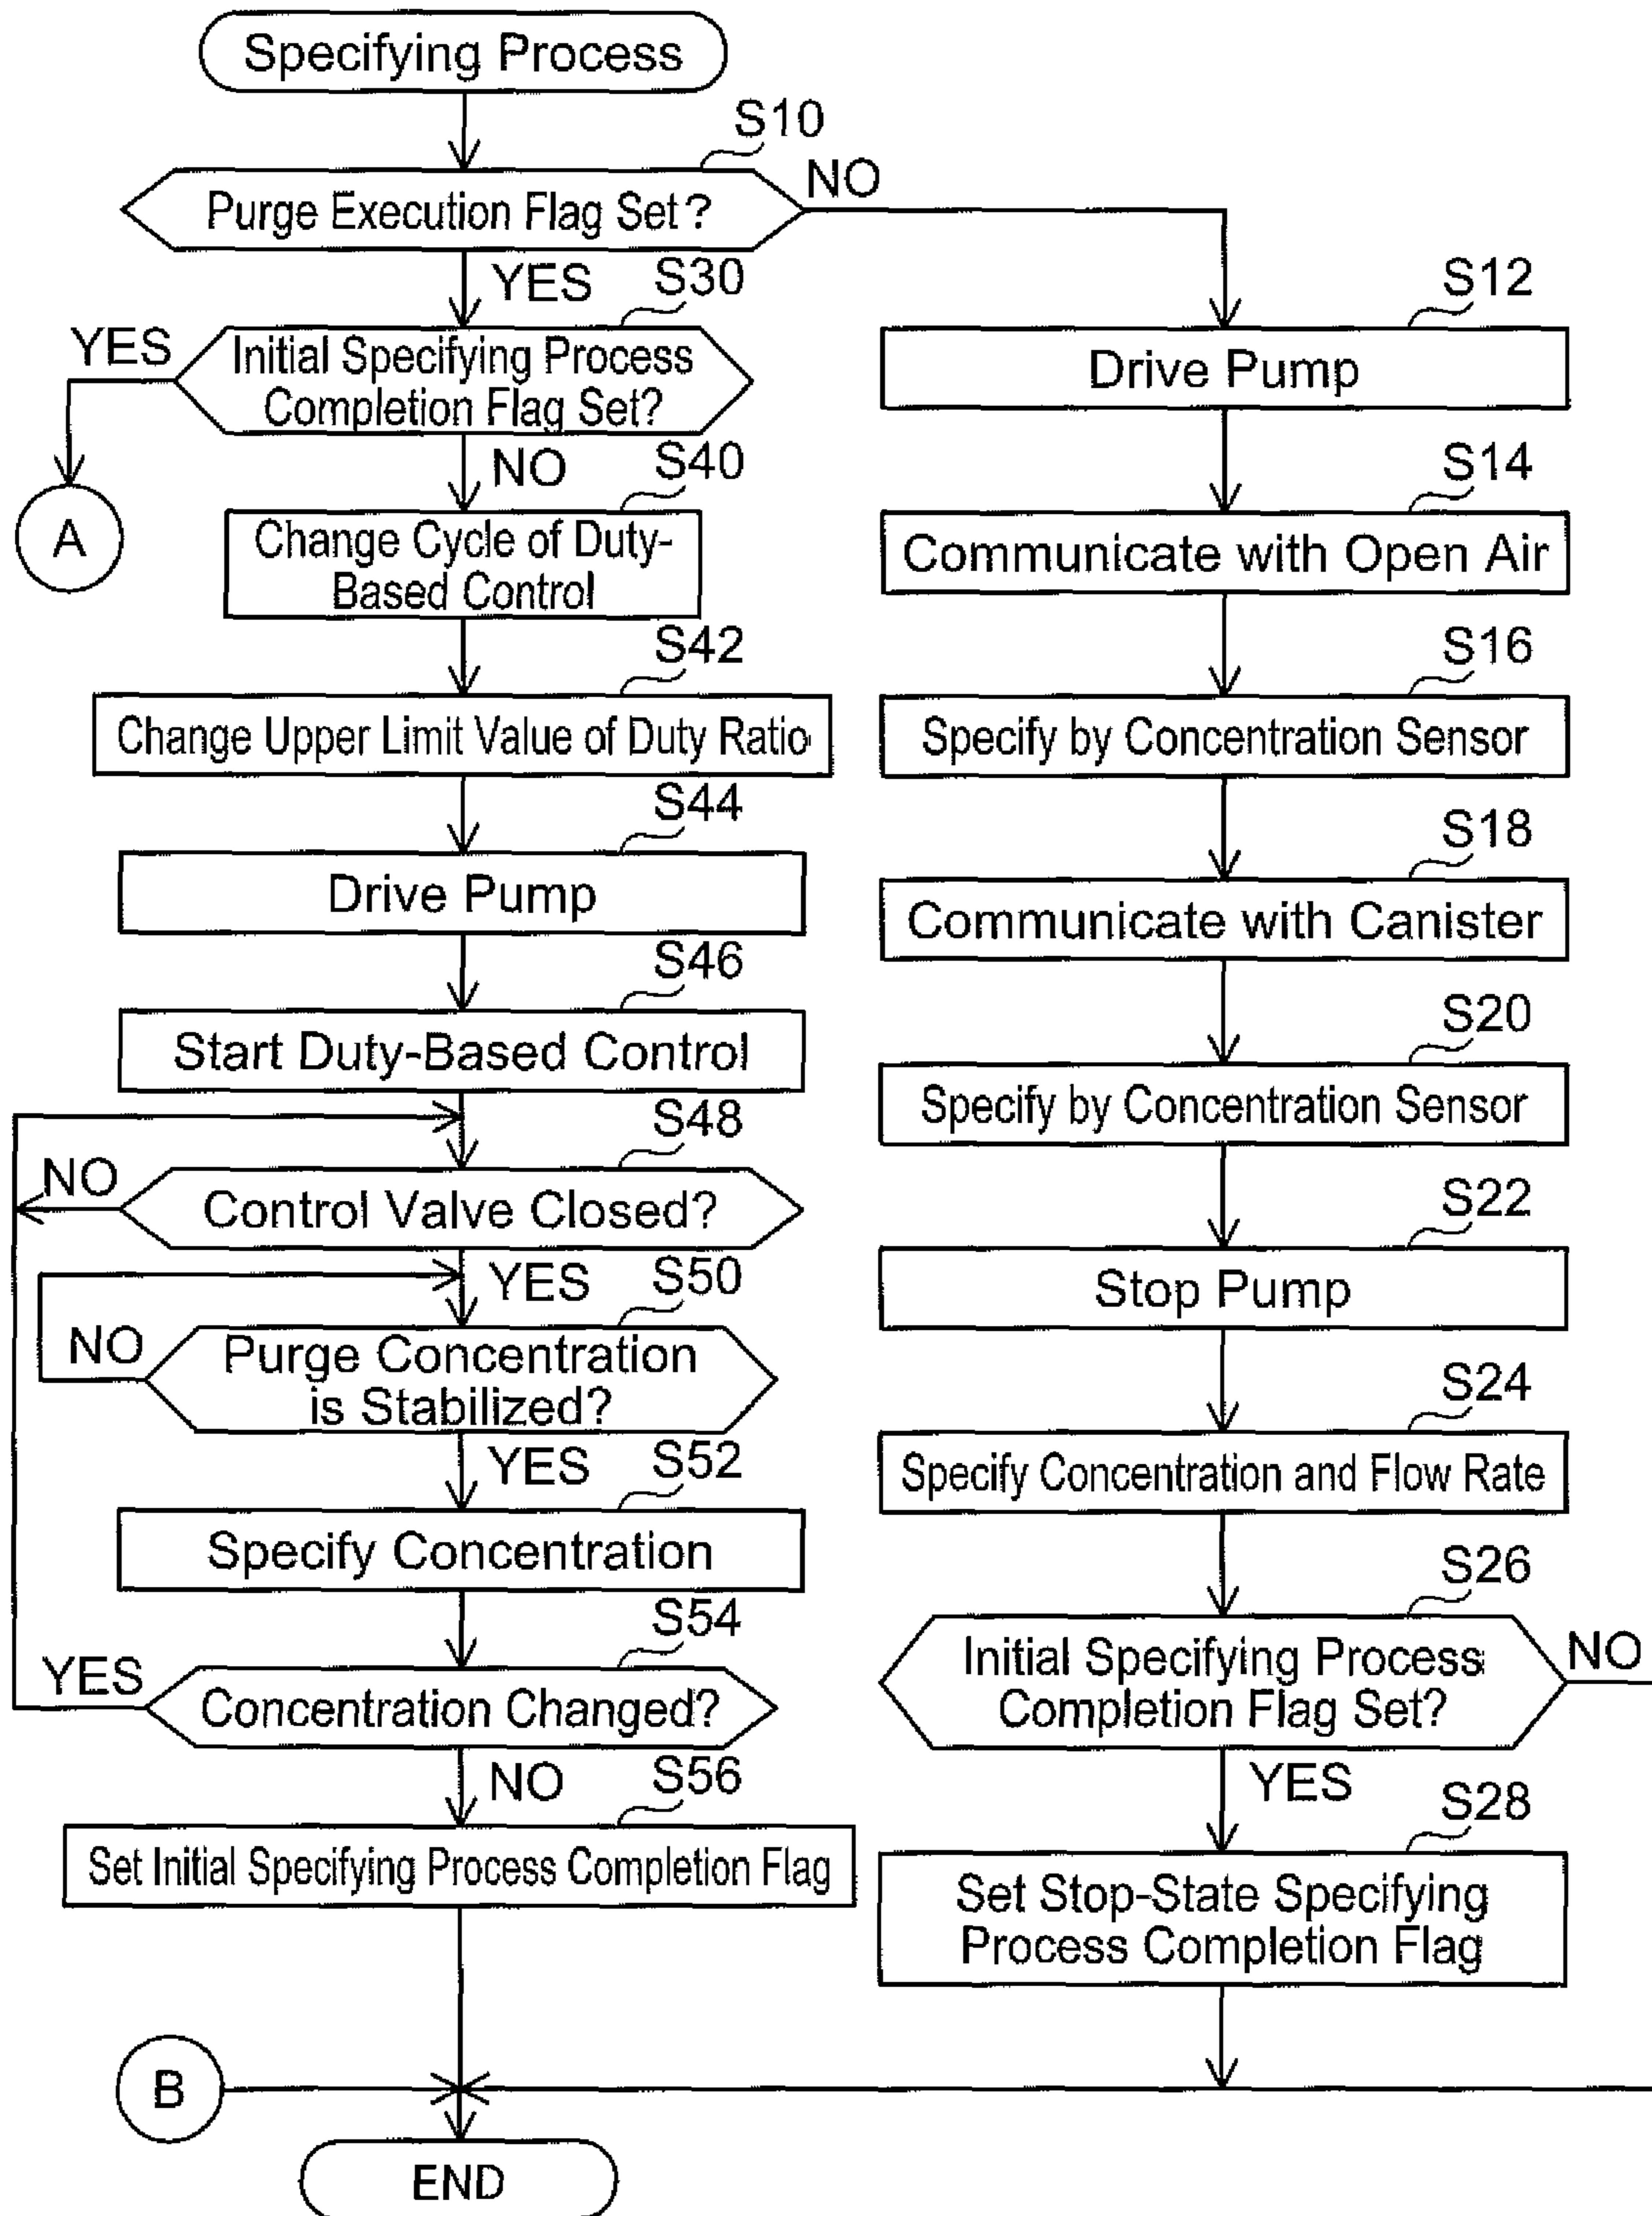 Specifying Process
S10
Purge Execution Flag Set?
NO
YES
S30
YES
Initial Specifying Process
Completion Flag Set?
A
NO
S40
Change Cycle of Duty-
Based Control
S42
Change Upper Limit Value of Duty Ratio
S44
Drive Pump
S46
Start Duty-Based Control
S48
NO
Control Valve Closed?
YES
S50
NO
Purge Concentration
is Stabilized?
YES
S52
Specify Concentration
S54
YES
Concentration Changed?
NO
S56
Set Initial Specifying Process Completion Flag
S12
Drive Pump
S14
Communicate with Open Air
S16
Specify by Concentration Sensor
S18
Communicate with Canister
S20
Specify by Concentration Sensor
S22
Stop Pump
S24
Specify Concentration and Flow Rate
S26
Initial Specifying Process
Completion Flag Set?
NO
YES
S28
Set Stop-State Specifying
Process Completion Flag
B
END